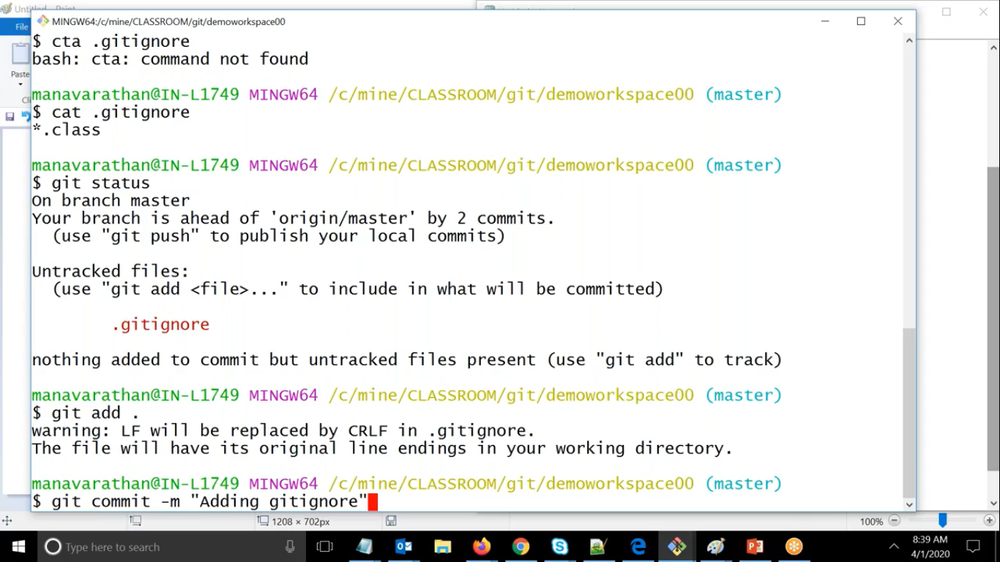 Untitled - Paint
MINGW64:/c/mine/CLASSROOM/git/demoworkspace00
File
Paste
$ cta .gitignore
bash: cta: command not found
manavarathan@IN-L1749 MINGW64 /c/mine/CLASSROOM/git/demoworkspace00 (master)
$ cat .gitignore
*.class
manavarathan@IN-L1749 MINGW64 /c/mine/CLASSROOM/git/demoworkspace00 (master)
$ git status
On branch master
Your branch is ahead of 'origin/master' by 2 commits.
(use "git push" to publish your local commits)
Untracked files:
(use "git add <file>..." to include in what will be committed)
.gitignore
nothing added to commit but untracked files present (use "git add" to track)
manavarathan@IN-L1749 MINGW64 /c/mine/CLASSROOM/git/demoworkspace00 (master)
$ git add .
warning: LF will be replaced by CRLF in .gitignore.
The file will have its original line endings in your working directory.
manavarathan@IN-L1749 MINGW64 /c/mine/CLASSROOM/git/demoworkspace00 (master)
$ git commit -m "Adding gitignore"
1208 × 702px
100%
Type here to search
8:39 AM
4/1/2020